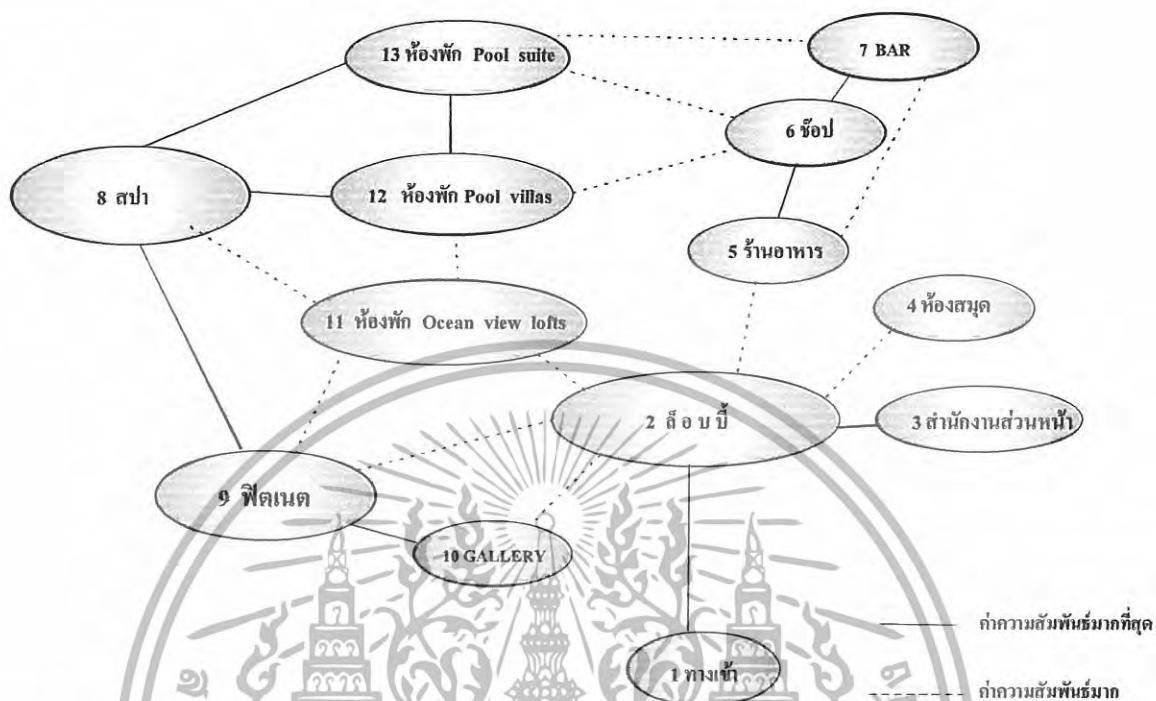 13 ห้องพัก Pool suite
7 BAR
6 ช๊อป
8 สปา
12 ห้องพัก Pool villas
5 ร้านอาหาร
4 ห้องสมุด
11 ห้องพัก Ocean view lofts
2 ล็อบบี้
3 สำนักงานส่วนหน้า
9 ฟิตเนต
10 GALLERY
ค่าความสัมพันธ์มากที่สุด
1 ทางเข้า
ค่าความสัมพันธ์มาก